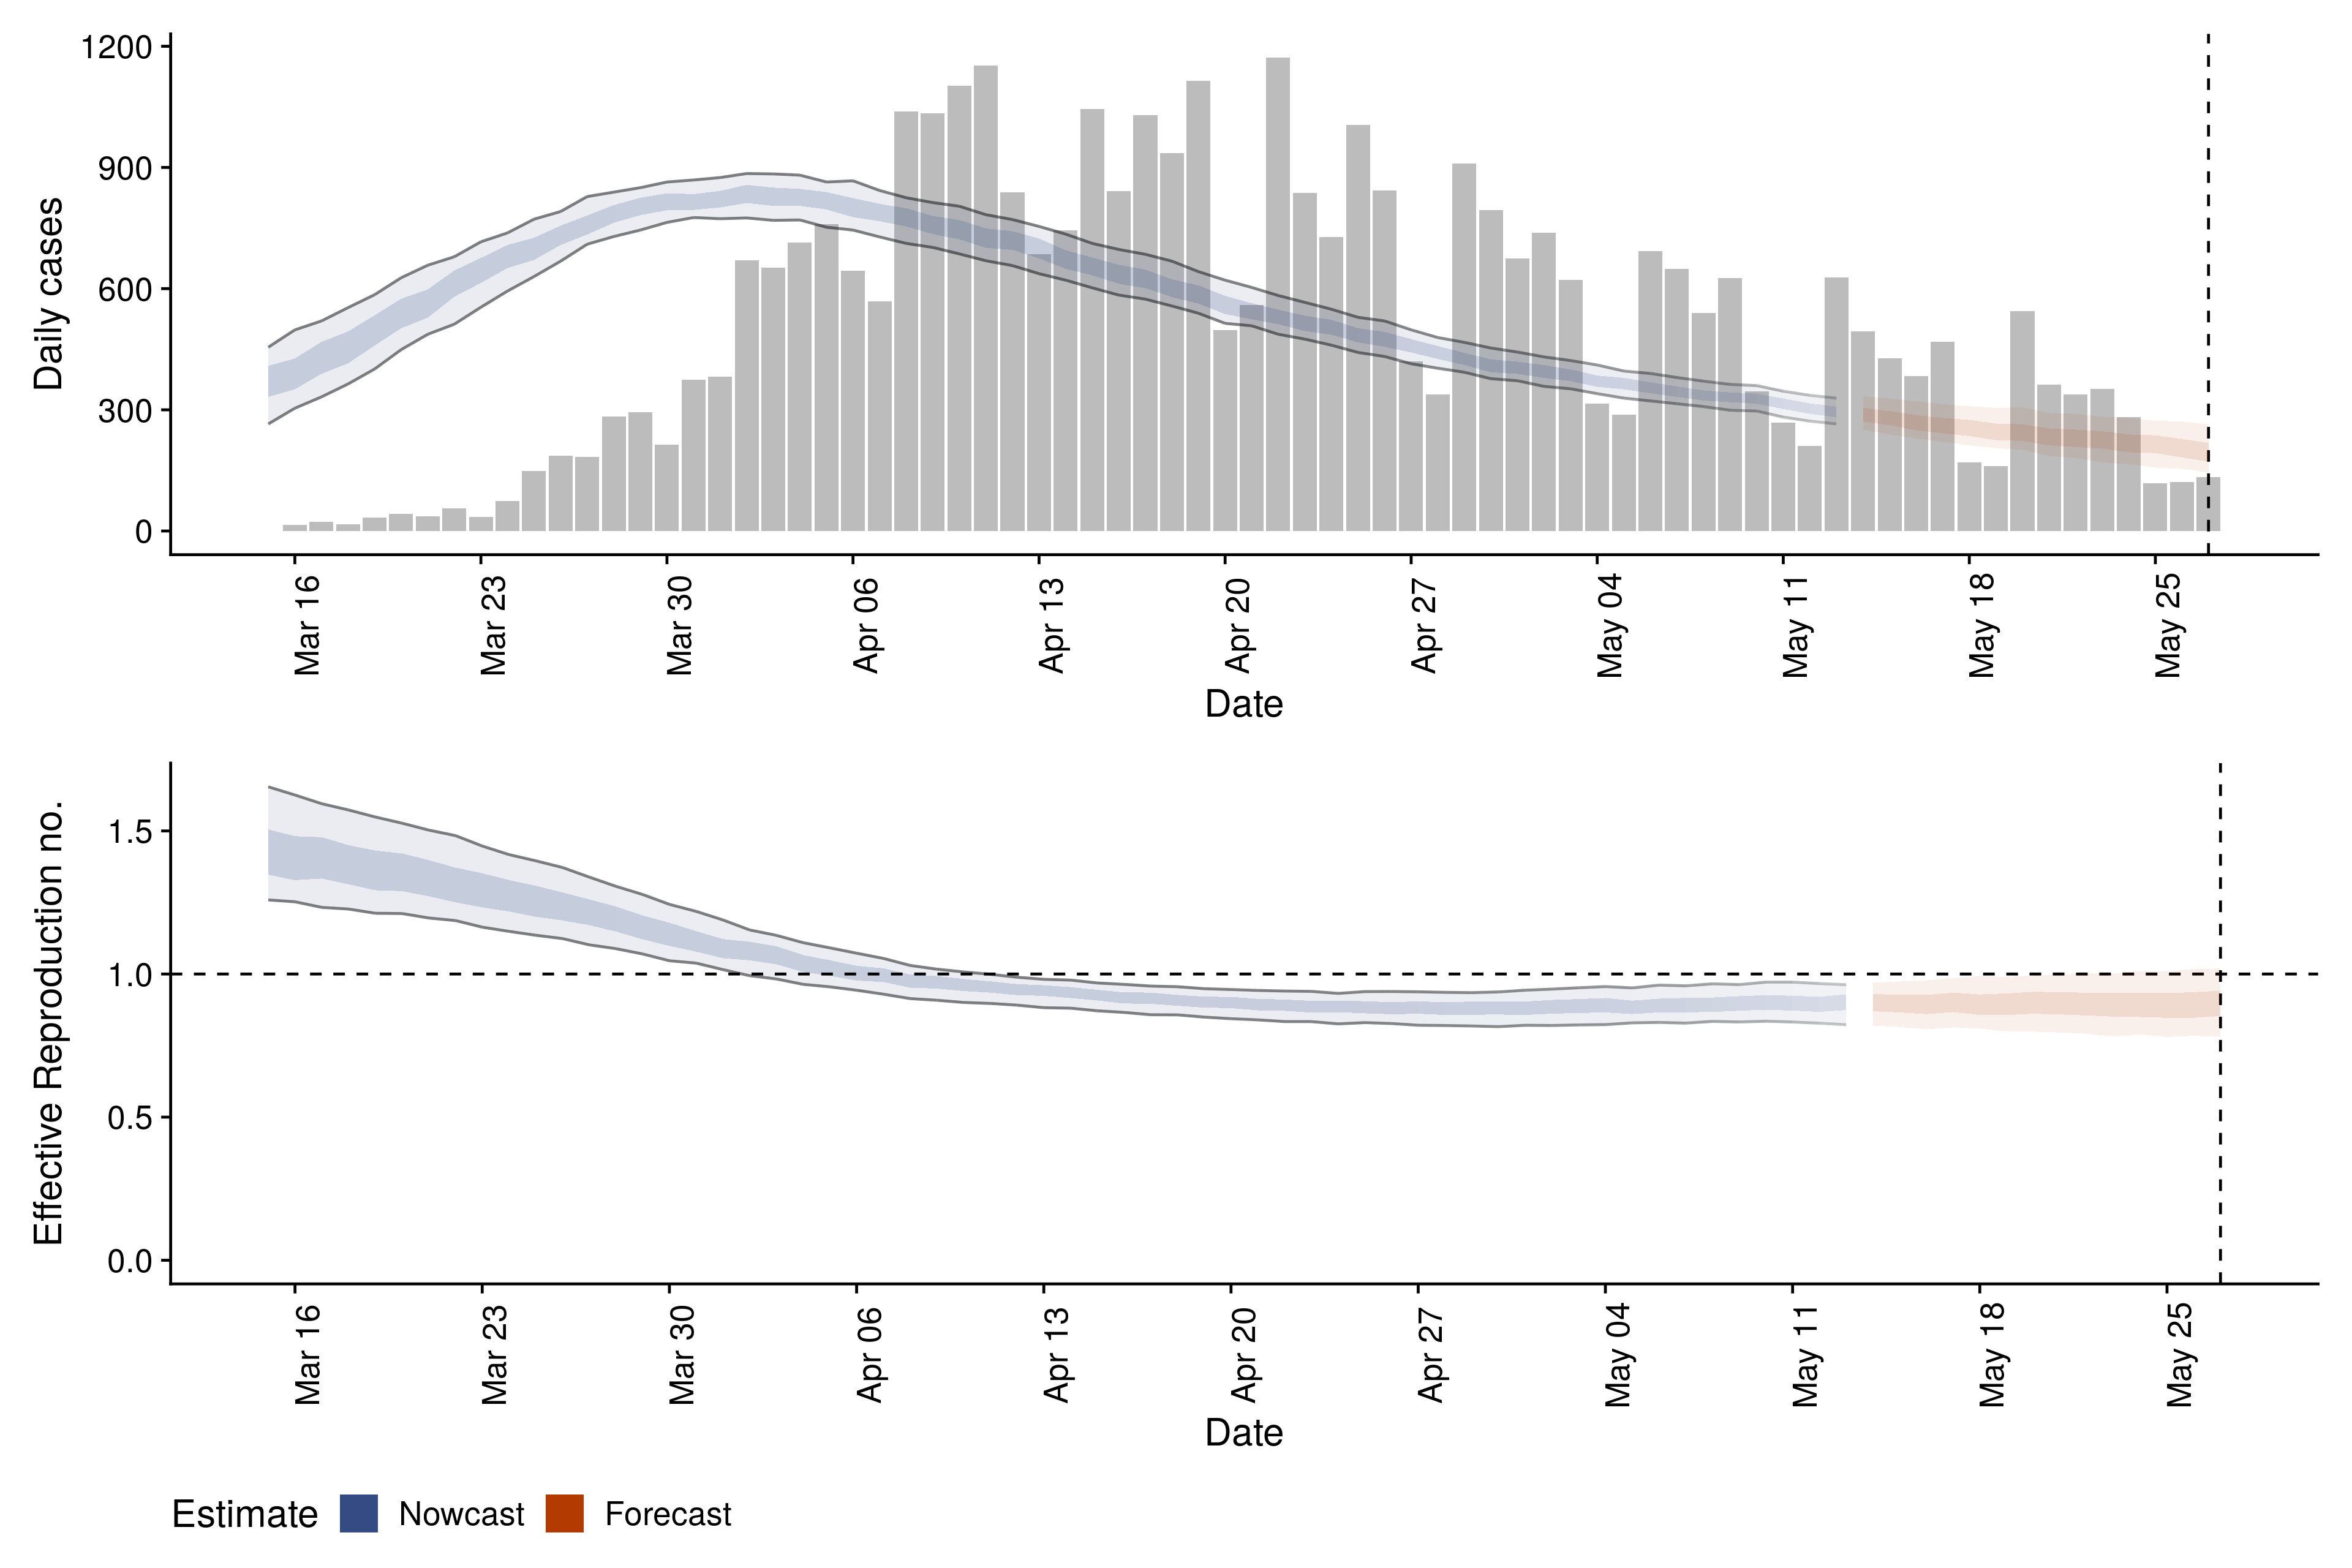 Daily cases
1200
900
600
300
0
Mar 16
Mar 23
Mar 30
Apr 06
Apr 13
Apr 20
Apr 27
May 04
May 11
May 18
May 25
Date
Effective Reproduction no.
1.5
1.0
0.5
0.0
Mar 16
Mar 23
Mar 30
Apr 06
Apr 13
Apr 20
Apr 27
May 04
May 11
May 18
May 25
Date
Estimate Nowcast Forecast